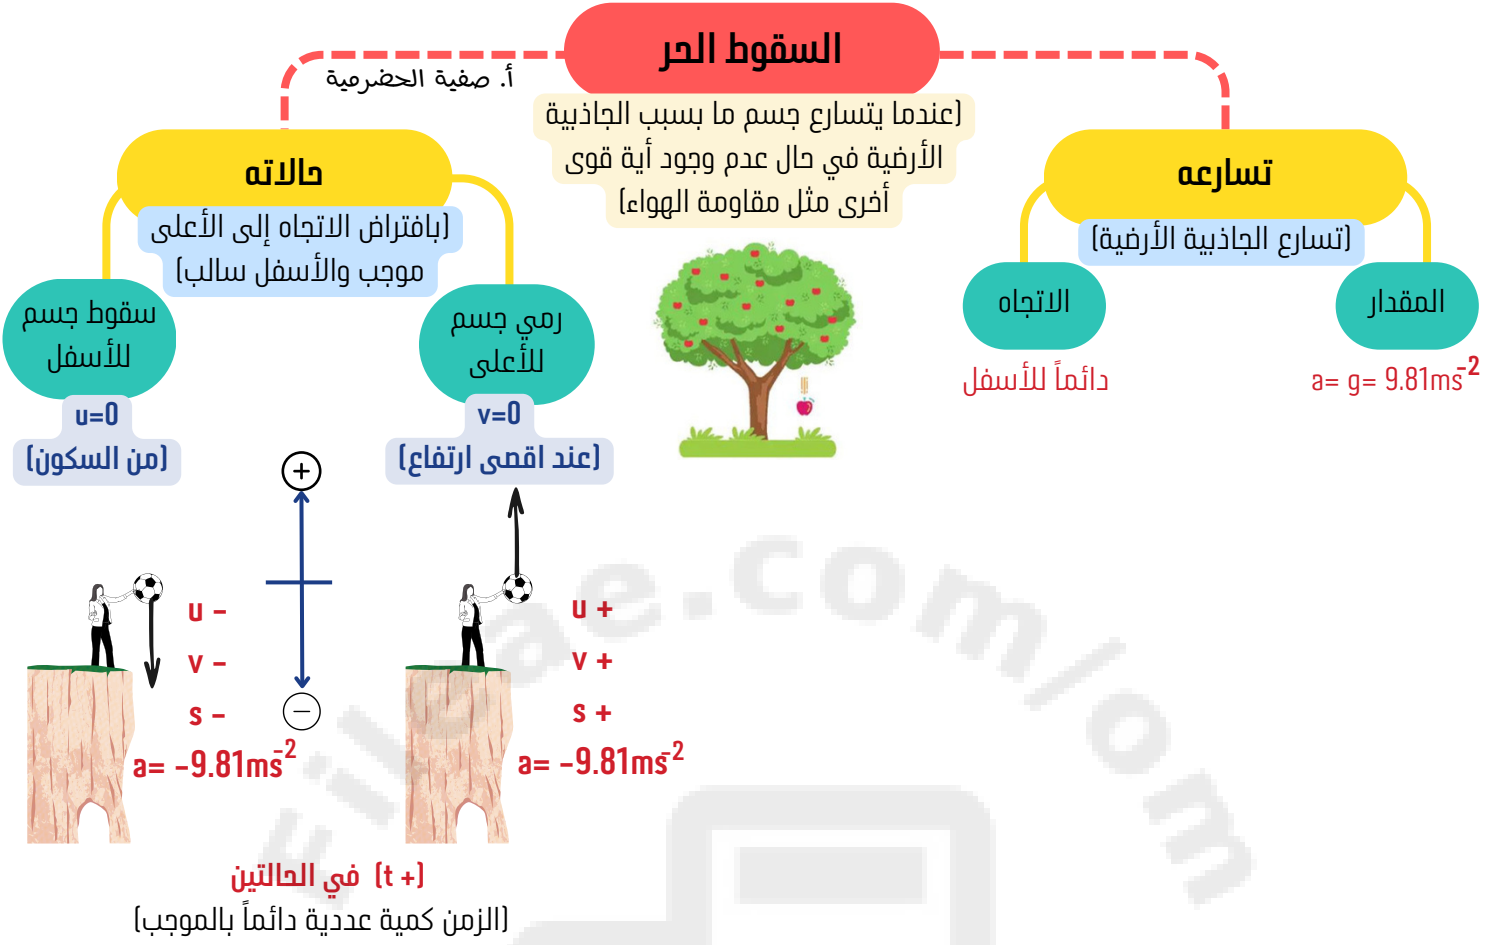 السقوط الحر
أ. صفية الحضرمية
(عندما يتسارع جسم ما بسبب الجاذبية
الأرضية في حال عدم وجود أية قوى
أخرى مثل مقاومة الهواء)
تسارعه
(تسارع الجاذبية الأرضية)
المقدار
a= g= 9.81ms⁻²
الاتجاه
دائماً للأسفل
حالاته
(بافتراض الاتجاه إلى الأعلى
موجب والأسفل سالب)
رمي جسم
للأعلى
v=0
(عند اقصى ارتفاع)
u +
v +
s +
a= -9.81ms⁻²
سقوط جسم
للأسفل
u=0
(من السكون)
+
−
u -
v -
s -
a= -9.81ms⁻²
(t +) في الحالتين
(الزمن كمية عددية دائماً بالموجب)
Fileae.com/om